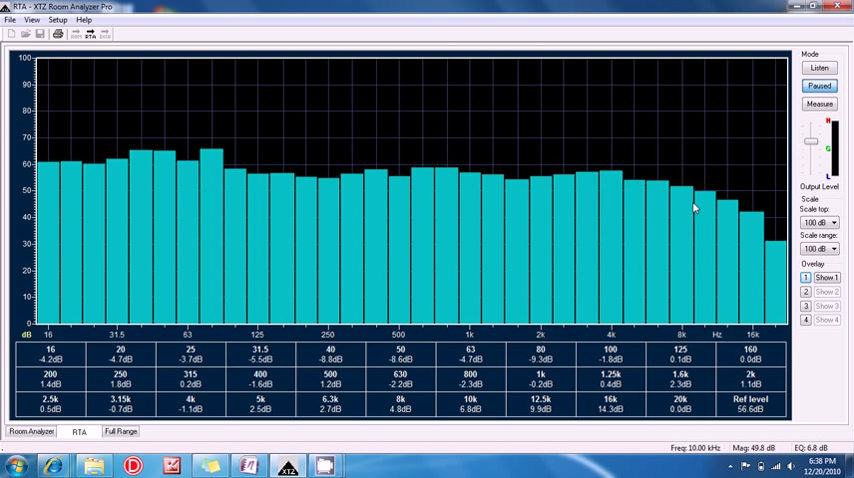 RTA - XTZ Room Analyzer Pro
File View Setup Help
RTA
Mode
Listen
Paused
Measure
H
G
L
Output Level
Scale
Scale top:
100 dB
Scale range:
100 dB
Overlay
1 Show 1
2 Show 2
3 Show 3
4 Show 4
100
90
80
70
60
50
40
30
20
10
0
dB 16 31.5 63 125 250 500 1k 2k 4k 8k Hz 16k
16 20 25 31.5 40 50 63 80 100 125 160
-4.2dB -4.7dB -3.7dB -5.5dB -8.8dB -8.6dB -4.7dB -9.3dB -1.8dB 0.1dB 0.0dB
200 250 315 400 500 630 800 1k 1.25k 1.6k 2k
1.4dB 1.8dB 0.2dB -1.6dB 1.2dB -2.2dB -2.3dB -0.2dB 0.4dB 2.3dB 1.1dB
2.5k 3.15k 4k 5k 6.3k 8k 10k 12.5k 16k 20k Ref level
0.5dB -0.7dB -1.1dB 2.5dB 2.7dB 4.8dB 6.8dB 9.9dB 14.3dB 0.0dB 56.6dB
Room Analyzer RTA Full Range
Freq: 10.00 kHz Mag: 49.8 dB EQ: 6.8 dB
XTZ
6:38 PM
12/20/2010